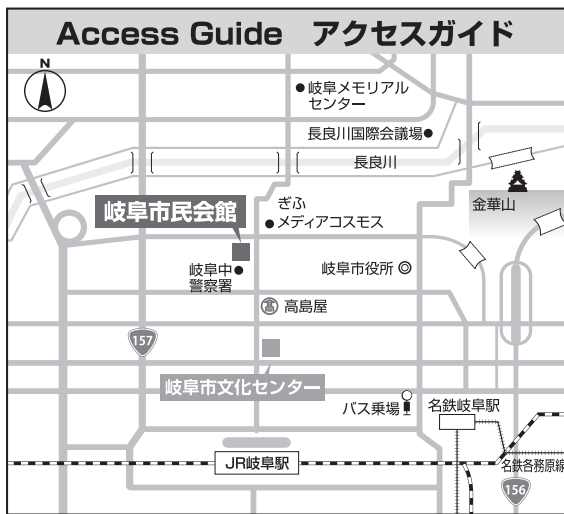 Access Guide アクセスガイド
N
岐阜メモリアル
センター
長良川国際会議場
長良川
岐阜市民会館
ぎふ
メディアコスモス
金華山
岐阜中
警察署
岐阜市役所
髙
高島屋
157
岐阜市文化センター
バス乗場
名鉄岐阜駅
JR岐阜駅
名鉄各務原線
156